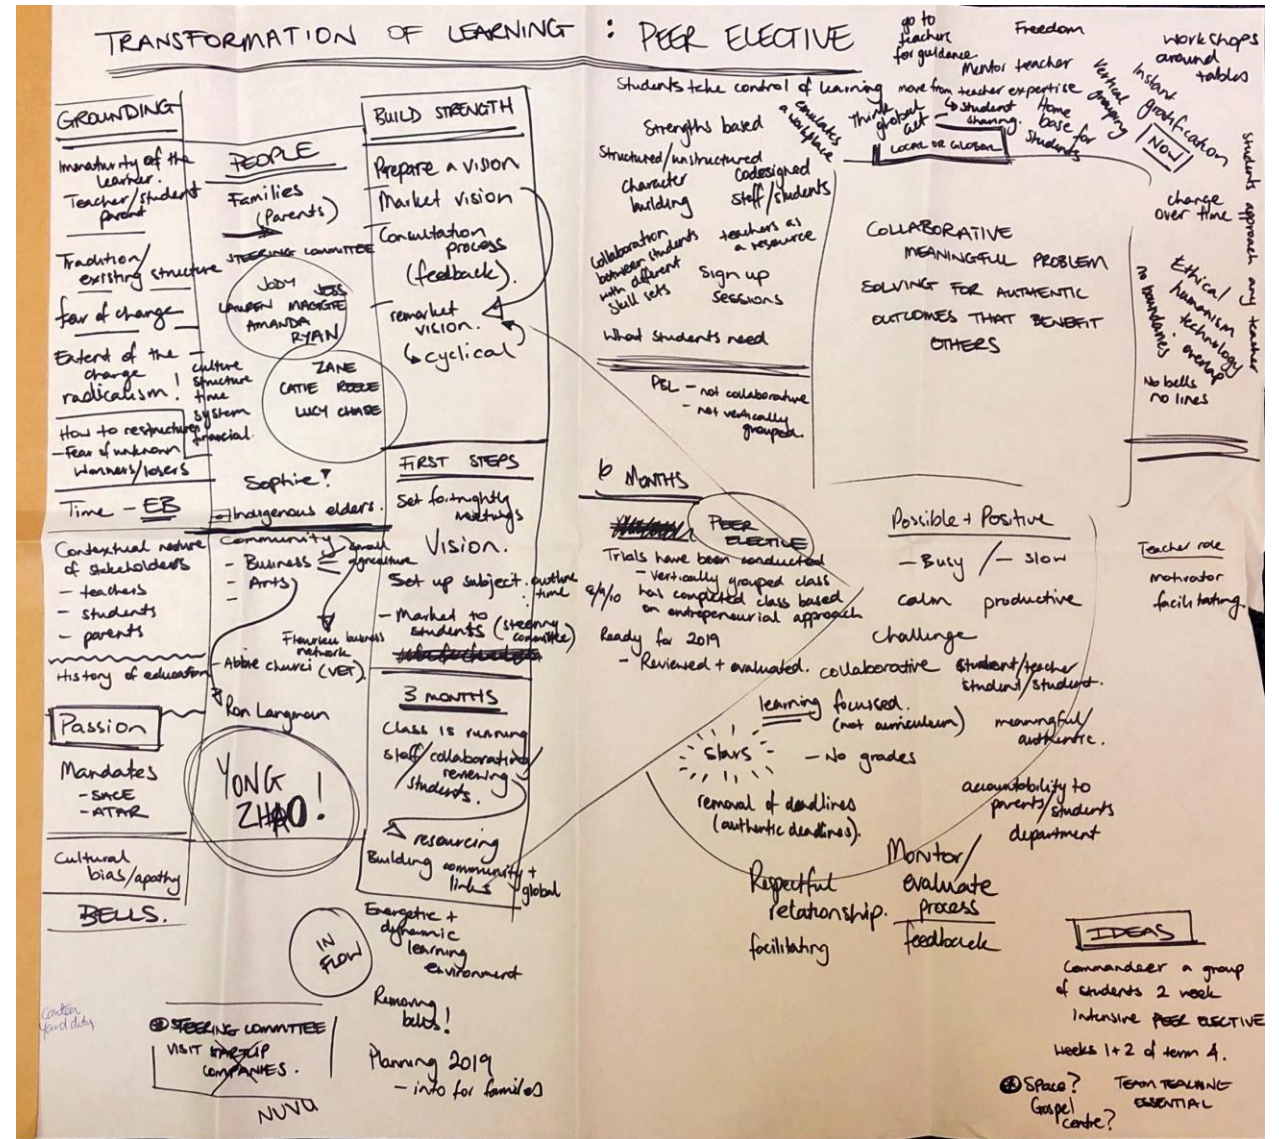 TRANSFORMATION OF LEARNING : PEER ELECTIVE
GROUNDING
Immaturity of the
learner.
Teacher/student
parent
Tradition/
existing structure
fear of change
Extent of the
change
radicalism!
- culture
structure
time
system
financial.
How to restructure
- Fear of unknown
Winners/losers
Time - EB
Contextual nature
of stakeholders
- teachers
- students
- parents
History of education
Passion
Mandates
- SACE
- ATAR
Cultural
bias/apathy
BELLS.
PEOPLE
Families
(Parents)
STEERING COMMITTEE
JODY JOSS
LAUREN MAGGIE
AMANDA
RYAN
ZANE
CATIE
LUCY CHASE
Sophie?
Indigenous elders.
Community
- Business
small
agriculture
- Arts
-
Fleurieu business
network
- Abbie (VET)
Ron Langman
YONG
ZHAO!
BUILD STRENGTH
Prepare a vision
Market vision
Consultation
process
(feedback).
remarket
vision.
cyclical
FIRST STEPS
Set fortnightly
meetings
Vision.
Set up subject outline
: time
- Market to
students (steering
committee)
3 MONTHS
Class is running
staff/collaboration/
reviewing
students.
resourcing
Building community +
links global
Energetic +
dynamic
learning
environment
IN
FLOW
Removing
bells!
Planning 2019
- info for families
Canteen
yard duty
STEERING COMMITTEE
VISIT STARTUP
COMPANIES.
NUVU
Students take control of learning
Strengths based
emulates
a workplace
Structured/unstructured
character
building
Codesigned
staff/students
collaboration
between students
with different
skill sets
teachers as
a resource
Sign up
sessions
What students need
PBL - not collaborative
- not vertically
grouped.
go to
teachers
for guidance.
Freedom
Mentor teacher
more from teacher expertise
student
sharing.
Think
global
act
LOCAL OR GLOBAL
Home
base for
students
Vertical
grouping
Instant
gratification
NOW
workshops
around
tables
students approach any teacher
change
over time
COLLABORATIVE
MEANINGFUL PROBLEM
SOLVING FOR AUTHENTIC
OUTCOMES THAT BENEFIT
OTHERS
Ethical
humanism
technology
overlap
no boundaries
No bells
no lines
6 MONTHS
PEER
ELECTIVE
Trials have been conducted
- vertically grouped class
8/9/10 has completed class based
on entrepeneurial approach
Ready for 2019
- Reviewed + evaluated.
Possible + Positive
- Busy / - slow
calm productive
challenge
collaborative student/teacher
student/student.
learning focused.
(not curriculum)
meaningful/
authentic.
stars
- No grades
removal of deadlines
(authentic deadlines).
accountability to
parents/students
department
Respectful
relationship.
facilitating
Monitor/
evaluate
process
feedback
Teacher role
motivator
facilitating.
IDEAS
Commandeer a group
of students 2 week
intensive PEER ELECTIVE
weeks 1+2 of term 4.
Space?
Gospel
centre?
TEAM TEACHING
ESSENTIAL